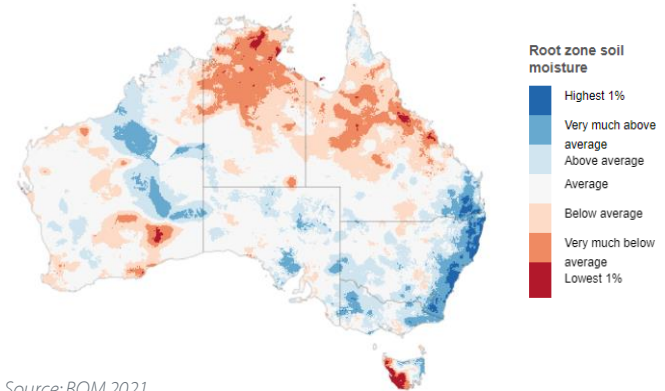 Root zone soil
moisture
Highest 1%
Very much above
average
Above average
Average
Below average
Very much below
average
Lowest 1%
Source: BOM 2021